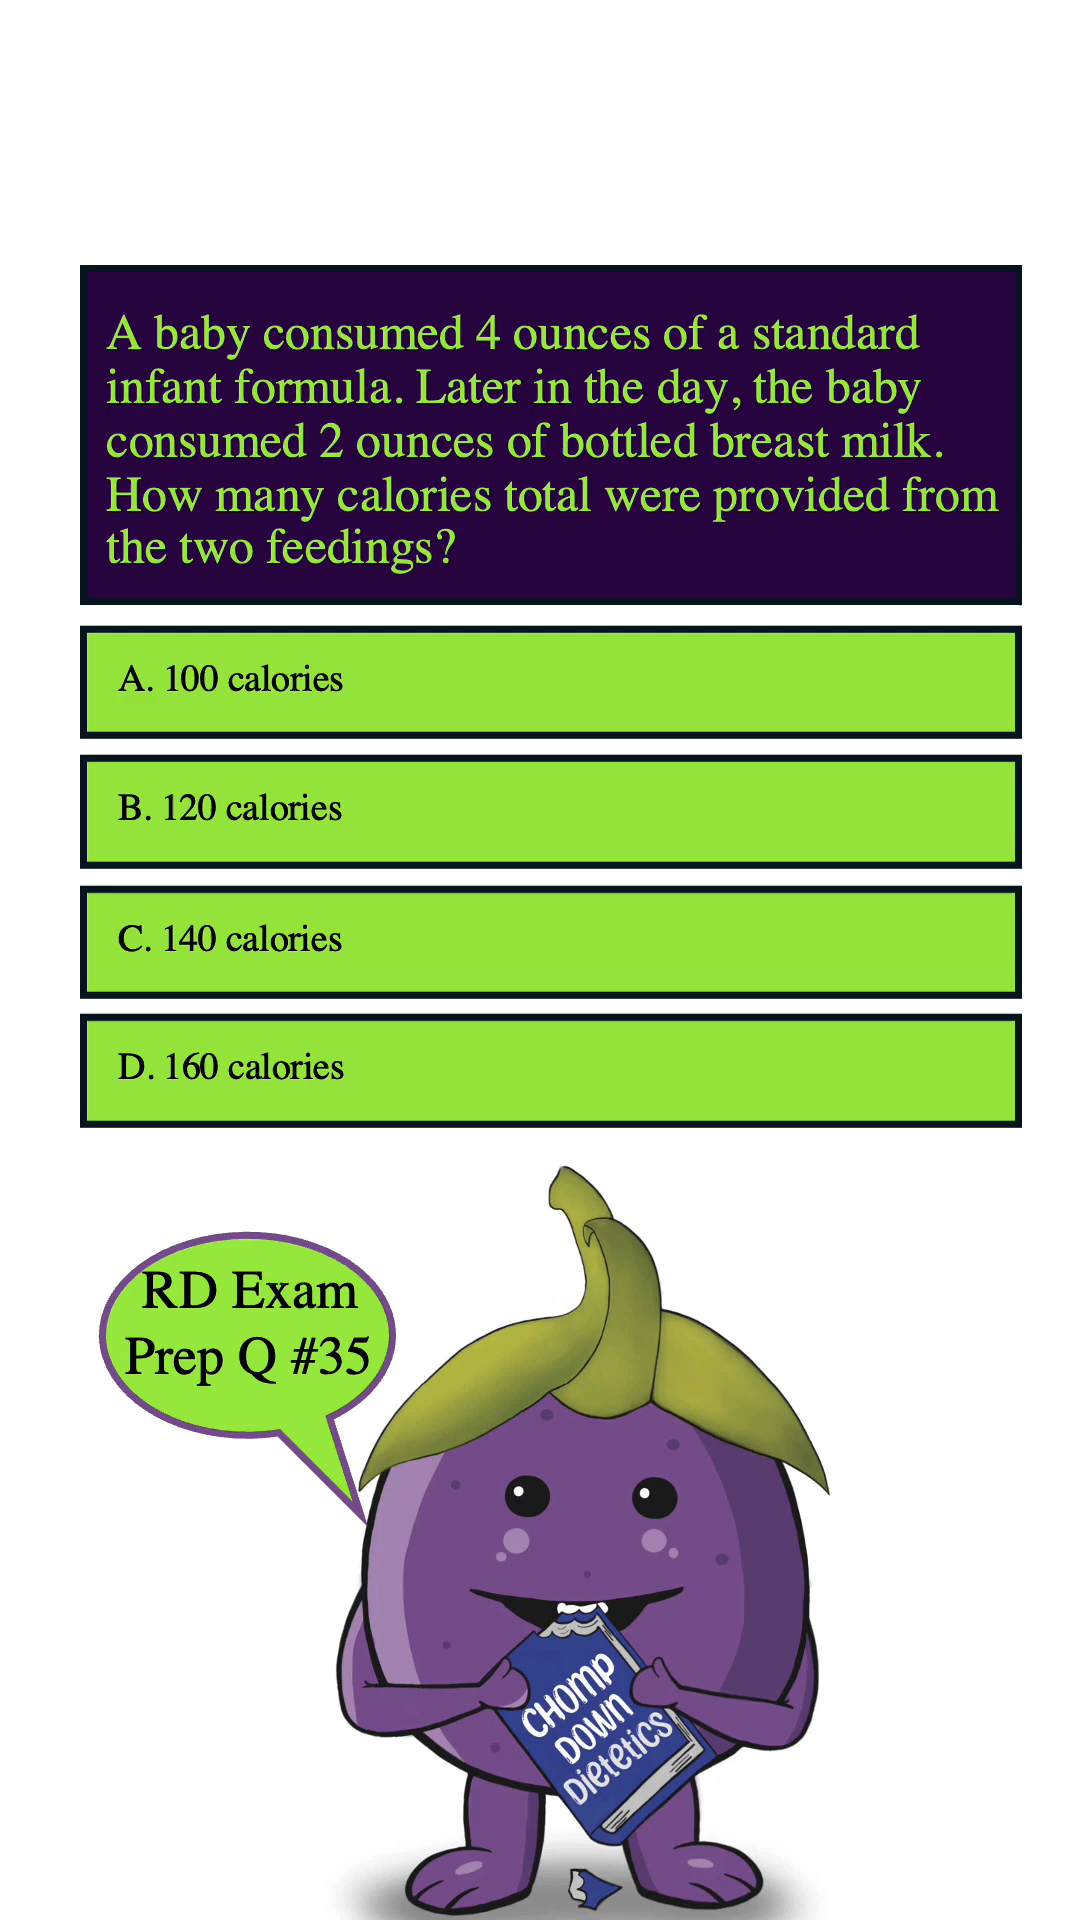 A baby consumed 4 ounces of a standard
infant formula. Later in the day, the baby
consumed 2 ounces of bottled breast milk.
How many calories total were provided from
the two feedings?
A. 100 calories
B. 120 calories
C. 140 calories
D. 160 calories
RD Exam
Prep Q #35
CHOMP
DOWN
Dietetics